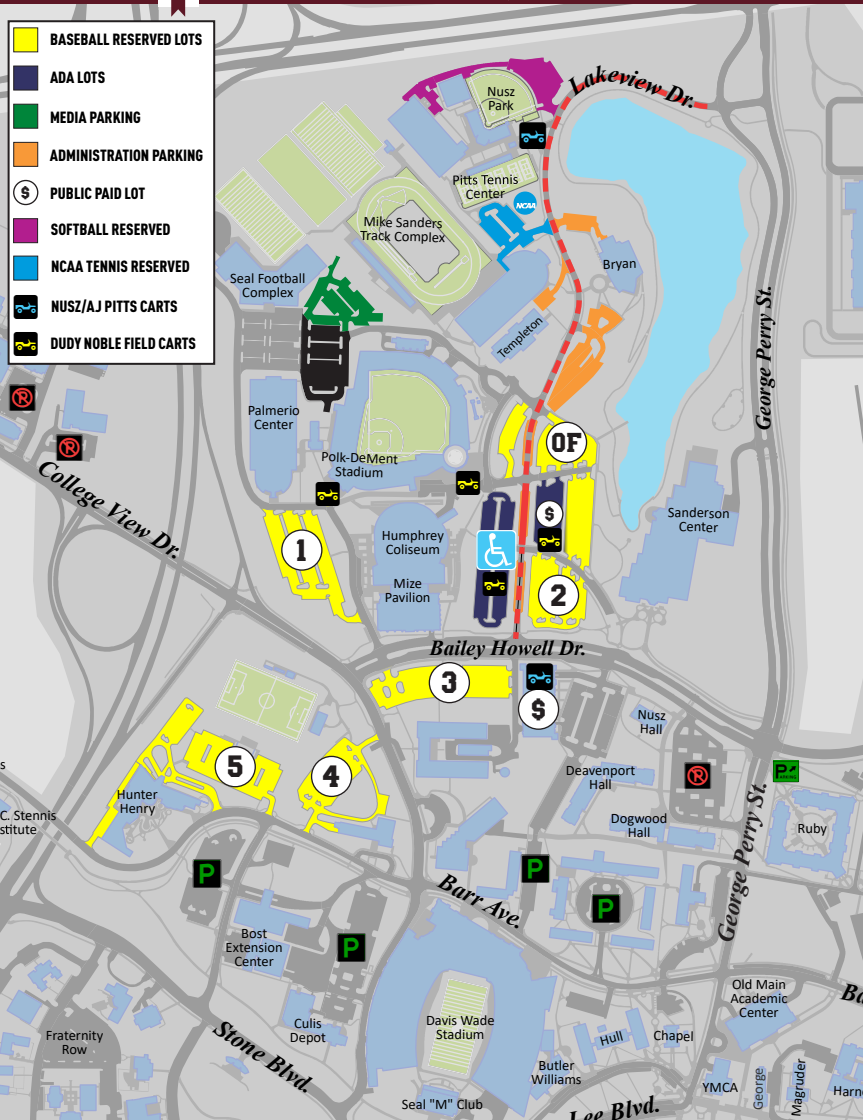 BASEBALL RESERVED LOTS
ADA LOTS
MEDIA PARKING
ADMINISTRATION PARKING
$
PUBLIC PAID LOT
SOFTBALL RESERVED
NCAA TENNIS RESERVED
NUSZ/AJ PITTS CARTS
DUDY NOBLE FIELD CARTS
Lakeview Dr.
Nusz
Park
Pitts Tennis
Center
NCAA
Mike Sanders
Track Complex
Bryan
Seal Football
Complex
George Perry St.
Templeton
Palmerio
Center
P
P
OF
Polk-DeMent
Stadium
College View Dr.
Sanderson
Center
$
1
Humphrey
Coliseum
Mize
Pavilion
2
Bailey Howell Dr.
3
$
Nusz
Hall
5
4
Deavenport
Hall
P
P
Hunter
Henry
s
C. Stennis
stitute
Dogwood
Hall
Ruby
George Perry St.
P
P
Barr Ave.
P
Bost
Extension
Center
P
Old Main
Academic
Center
Ba
Davis Wade
Stadium
Culis
Depot
Fraternity
Row
Stone Blvd.
Hull
Chapel
Butler
Williams
YMCA
George
Magruder
Harn
Seal "M" Club
Lee Blvd.